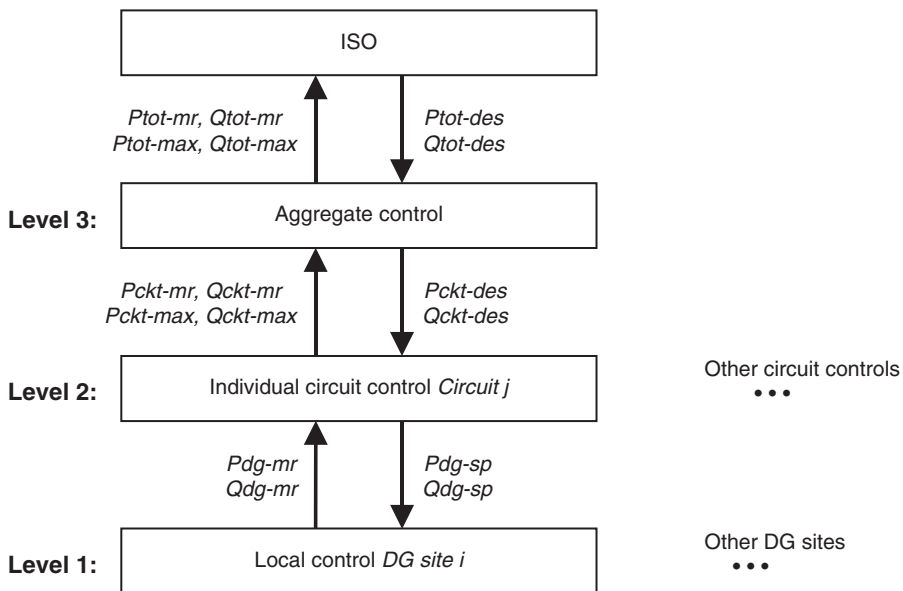 ISO
Ptot-mr, Qtot-mr
Ptot-max, Qtot-max
Ptot-des
Qtot-des
Level 3:
Aggregate control
Pckt-mr, Qckt-mr
Pckt-max, Qckt-max
Pckt-des
Qckt-des
Level 2:
Individual circuit control Circuit j
Other circuit controls
•••
Pdg-mr
Qdg-mr
Pdg-sp
Qdg-sp
Level 1:
Local control DG site i
Other DG sites
•••